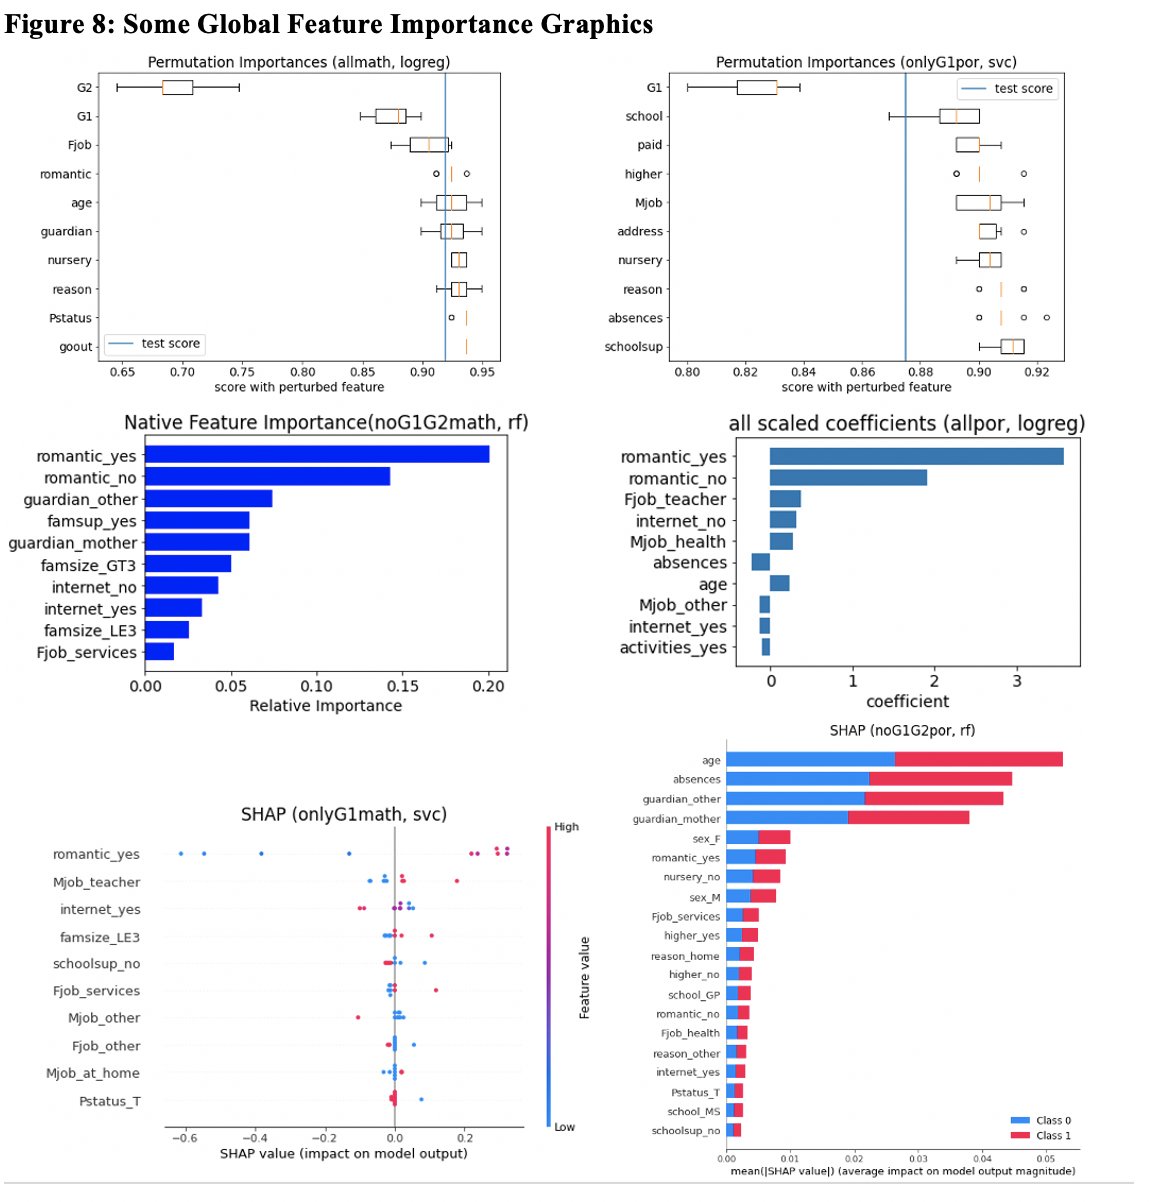 Figure 8: Some Global Feature Importance Graphics
Permutation Importances (allmath, logreg)
G2
G1
Fjob
romantic
age
guardian
nursery
reason
Pstatus
goout
test score
0.65 0.70 0.75 0.80 0.85 0.90 0.95
score with perturbed feature
Permutation Importances (onlyG1por, svc)
G1
school
paid
higher
Mjob
address
nursery
reason
absences
schoolsup
test score
0.80 0.82 0.84 0.86 0.88 0.90 0.92
score with perturbed feature
Native Feature Importance(noG1G2math, rf)
romantic_yes
romantic_no
guardian_other
famsup_yes
guardian_mother
famsize_GT3
internet_no
internet_yes
famsize_LE3
Fjob_services
0.00 0.05 0.10 0.15 0.20
Relative Importance
all scaled coefficients (allpor, logreg)
romantic_yes
romantic_no
Fjob_teacher
internet_no
Mjob_health
absences
age
Mjob_other
internet_yes
activities_yes
0 1 2 3
coefficient
SHAP (onlyG1math, svc)
romantic_yes
Mjob_teacher
internet_yes
famsize_LE3
schoolsup_no
Fjob_services
Mjob_other
Fjob_other
Mjob_at_home
Pstatus_T
−0.6 −0.4 −0.2 0.0 0.2
SHAP value (impact on model output)
High
Feature value
Low
SHAP (noG1G2por, rf)
age
absences
guardian_other
guardian_mother
sex_F
romantic_yes
nursery_no
sex_M
Fjob_services
higher_yes
reason_home
higher_no
school_GP
romantic_no
Fjob_health
reason_other
internet_yes
Pstatus_T
school_MS
schoolsup_no
Class 0
Class 1
0.00 0.01 0.02 0.03 0.04 0.05
mean(|SHAP value|) (average impact on model output magnitude)